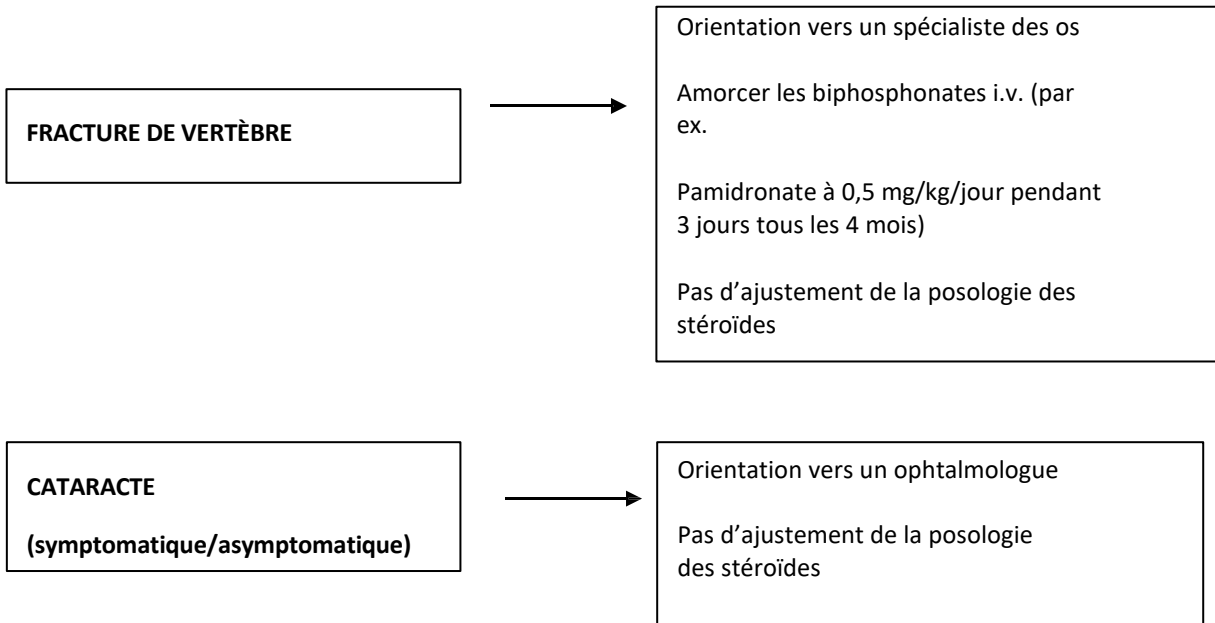 FRACTURE DE VERTÈBRE
Orientation vers un spécialiste des os
Amorcer les biphosphonates i.v. (par
ex.
Pamidronate à 0,5 mg/kg/jour pendant
3 jours tous les 4 mois)
Pas d’ajustement de la posologie des
stéroïdes
CATARACTE
(symptomatique/asymptomatique)
Orientation vers un ophtalmologue
Pas d’ajustement de la posologie
des stéroïdes